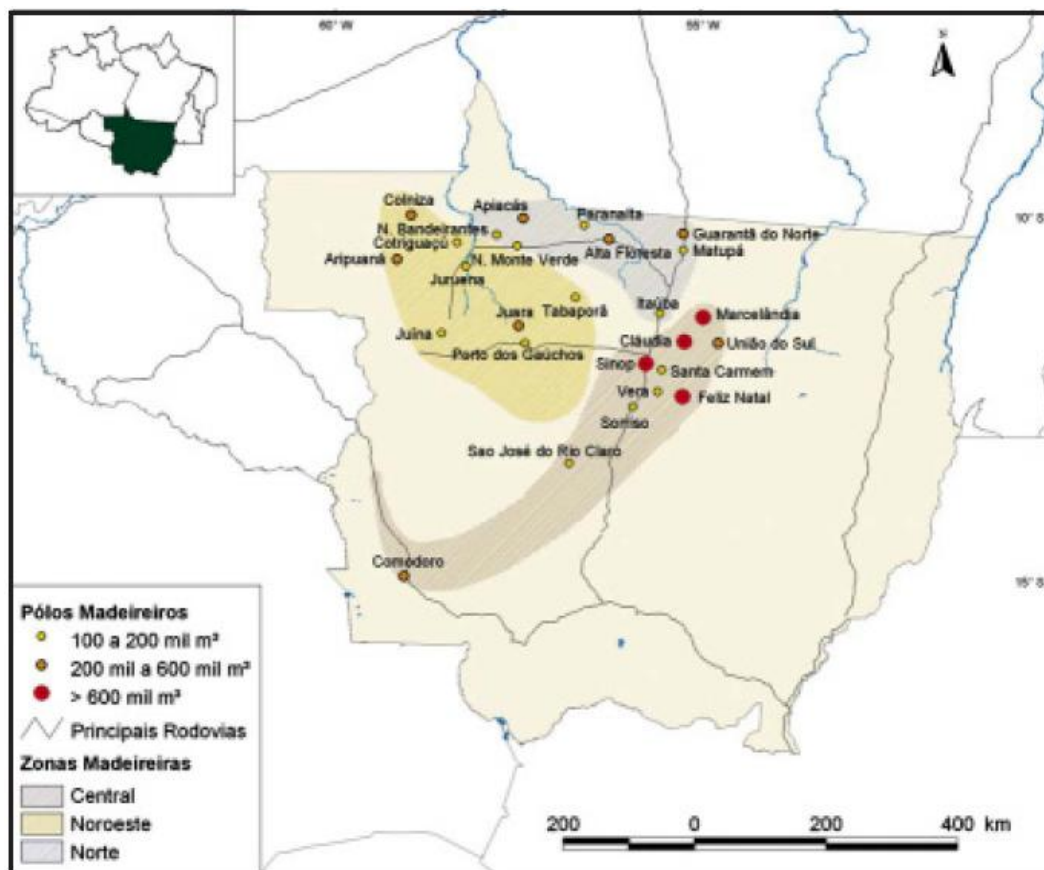 60° W
55° W
N
10° S
Colniza
Apiacás
Paranaíta
N. Bandeirantes
Guarantã do Norte
Cotriguaçú
Alta Floresta
Matupá
Aripuanã
N. Monte Verde
Juruena
Itaúba
Tabaporã
Marcelândia
Juara
Juína
Cláudia
União do Sul
Porto dos Gaúchos
Sinop
Santa Carmem
Vera
Feliz Natal
Sorriso
Sao José do Rio Claro
Comodoro
15° S
Pólos Madeireiros
100 a 200 mil m³
200 mil a 600 mil m³
> 600 mil m³
Principais Rodovias
Zonas Madeireiras
Central
Noroeste
Norte
200 0 200 400 km